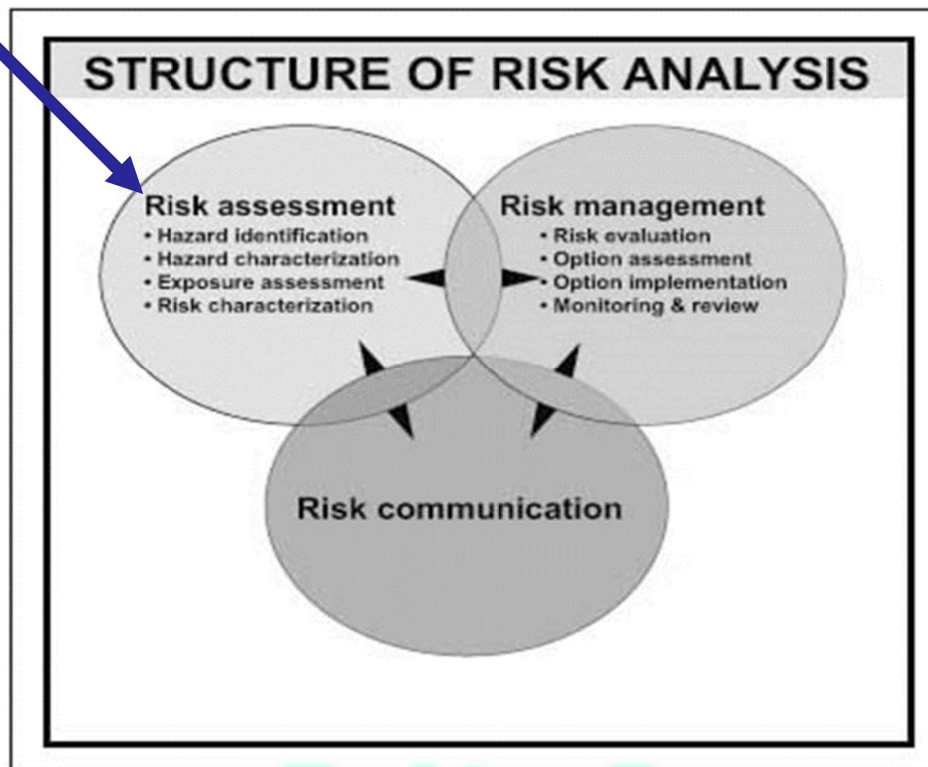 STRUCTURE OF RISK ANALYSIS
Risk assessment
• Hazard identification
• Hazard characterization
• Exposure assessment
• Risk characterization
Risk management
• Risk evaluation
• Option assessment
• Option implementation
• Monitoring & review
Risk communication